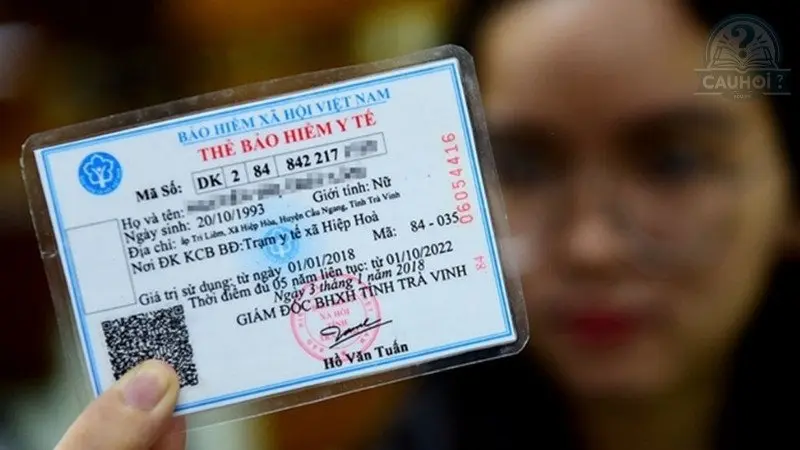 CAUHOI ?
BẢO HIỂM XÃ HỘI VIỆT NAM
THẺ BẢO HIỂM Y TẾ
Mã Số: DK 2 84 842 217
Họ và tên:
Ngày sinh: 20/10/1993 Giới tính: Nữ
Địa chỉ: ấp Trì Liêm, xã Hiệp Hòa, Huyện Cầu Ngang, Tỉnh Trà Vinh
Nơi ĐK KCB BĐ: Trạm y tế xã Hiệp Hoà Mã: 84 - 035
Giá trị sử dụng: từ ngày 01/01/2018
Thời điểm đủ 05 năm liên tục: từ 01/10/2022
Ngày 3 tháng 1 năm 2018
GIÁM ĐỐC BHXH TỈNH TRÀ VINH
XÃ HỘI
Hồ Văn Tuấn
06054416
84